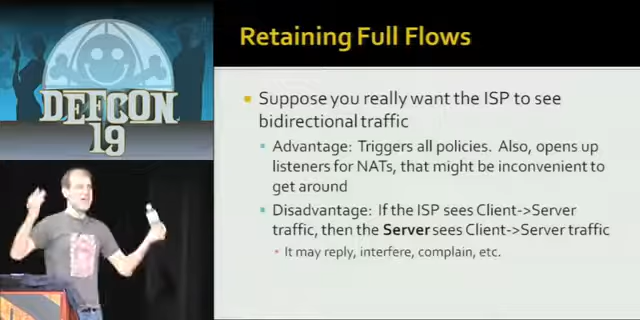 DEFCON
19
Retaining Full Flows
Suppose you really want the ISP to see
bidirectional traffic
Advantage: Triggers all policies. Also, opens up
listeners for NATs, that might be inconvenient to
get around
Disadvantage: If the ISP sees Client->Server
traffic, then the Server sees Client->Server traffic
It may reply, interfere, complain, etc.